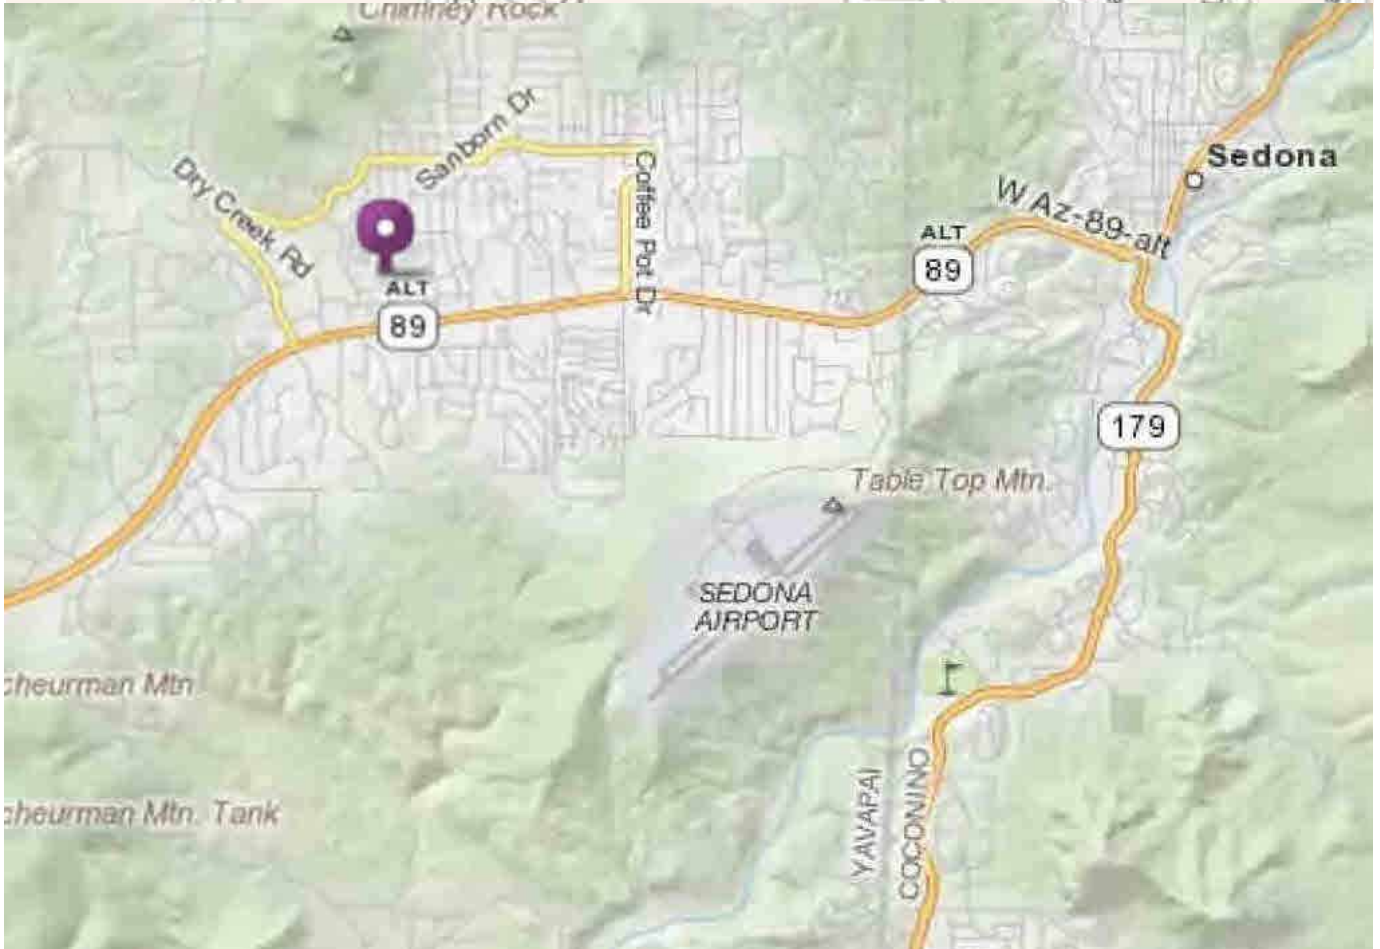 Chimney Rock
Sanborn Dr
Dry Creek Rd
Coffee Pot Dr
Sedona
W Az-89-alt
ALT
89
ALT
89
179
Table Top Mtn.
SEDONA
AIRPORT
cheurman Mtn
cheurman Mtn. Tank
YAVAPAI
COCONINO